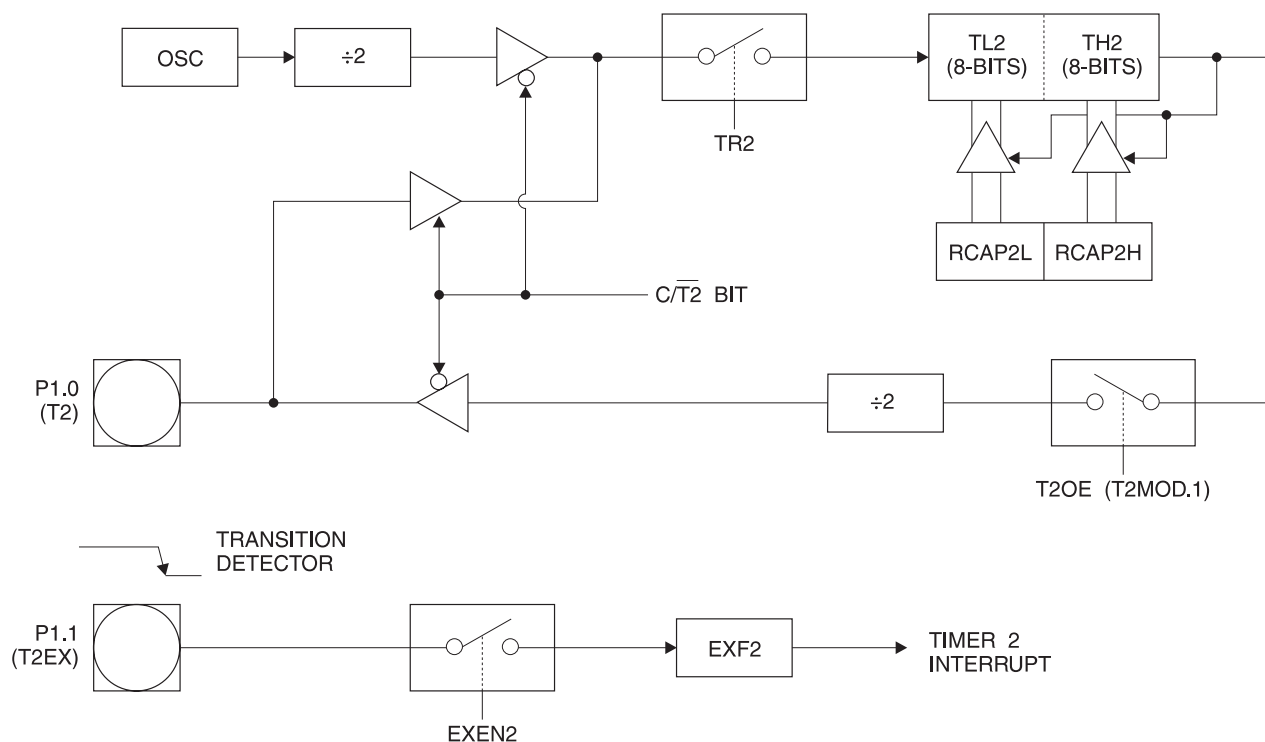 OSC
÷2
TL2
(8-BITS)
TH2
(8-BITS)
TR2
RCAP2L
RCAP2H
C/T̅2̅ BIT
P1.0
(T2)
÷2
T2OE (T2MOD.1)
TRANSITION
DETECTOR
P1.1
(T2EX)
EXF2
TIMER 2
INTERRUPT
EXEN2